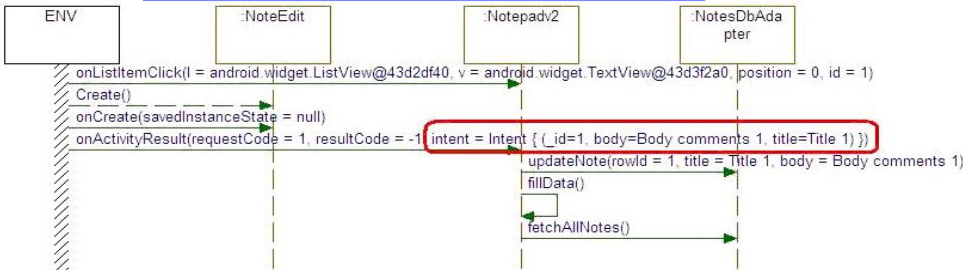 ENV
:NoteEdit
:Notepadv2
:NotesDbAda
pter
onListItemClick(l = android.widget.ListView@43d2df40, v = android.widget.TextView@43d3f2a0, position = 0, id = 1)
Create()
onCreate(savedInstanceState = null)
onActivityResult(requestCode = 1, resultCode = -1, intent = Intent { (_id=1, body=Body comments 1, title=Title 1) })
updateNote(rowId = 1, title = Title 1, body = Body comments 1)
fillData()
fetchAllNotes()